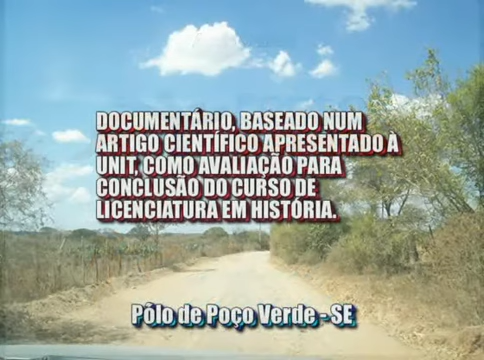 DOCUMENTÁRIO, BASEADO NUM
ARTIGO CIENTÍFICO APRESENTADO À
UNIT, COMO AVALIAÇÃO PARA
CONCLUSÃO DO CURSO DE
LICENCIATURA EM HISTÓRIA.
Pólo de Poço Verde - SE